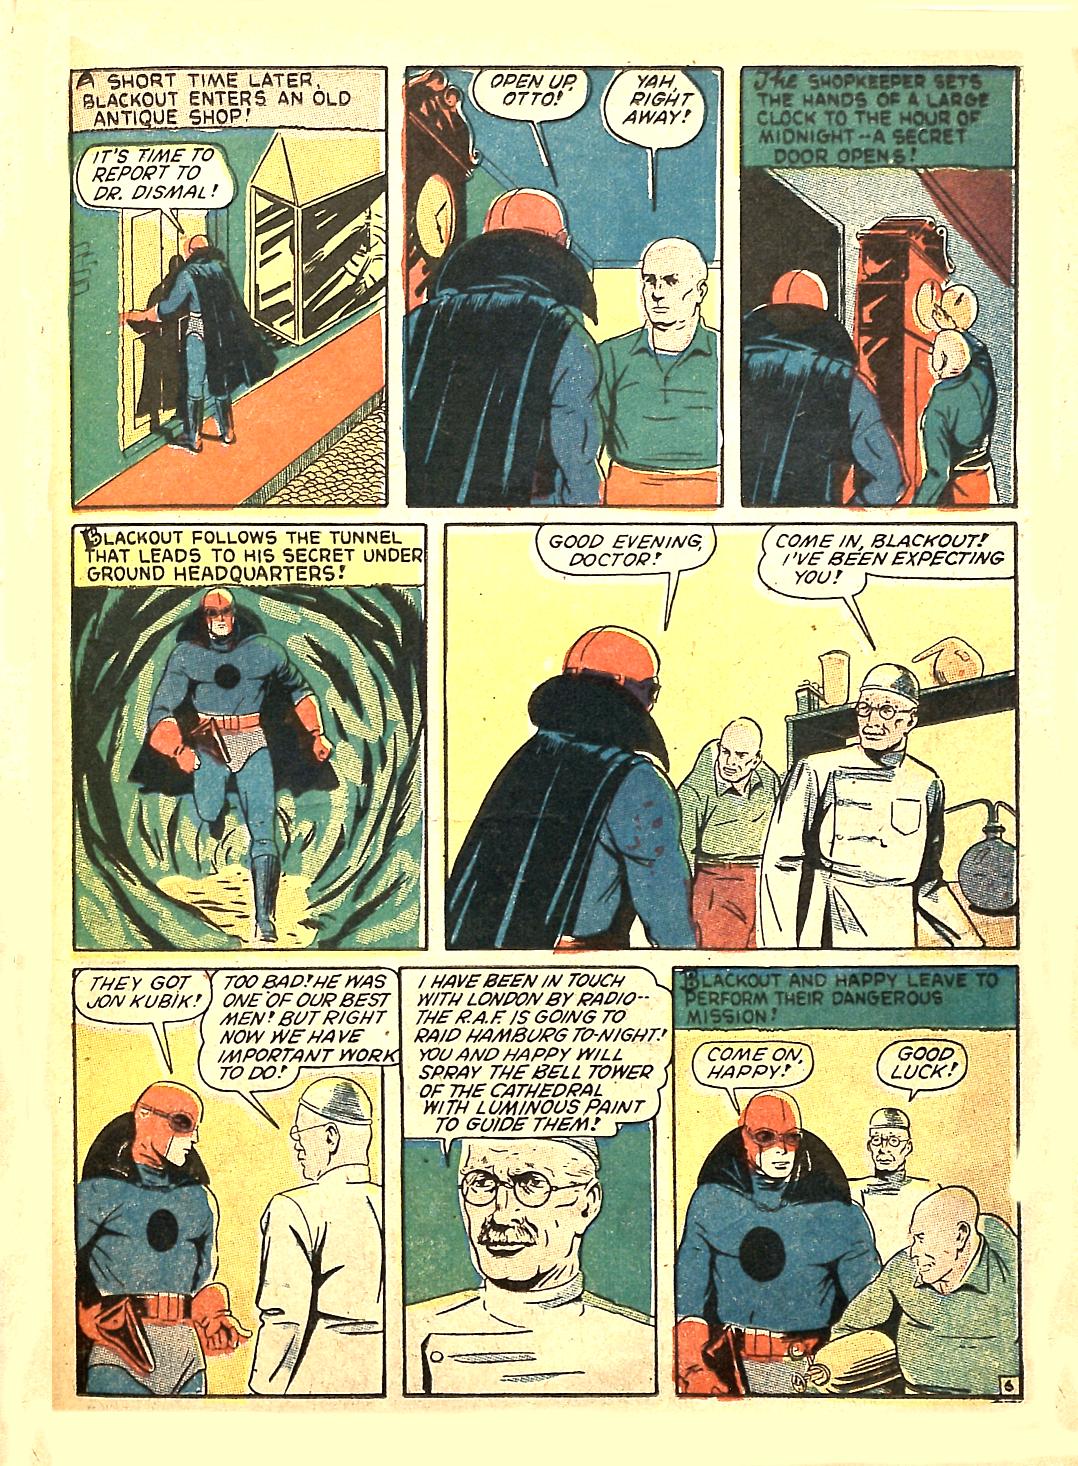 A SHORT TIME LATER,
BLACKOUT ENTERS AN OLD
ANTIQUE SHOP!
IT'S TIME TO
REPORT TO
DR. DISMAL!
OPEN UP,
OTTO!
YAH,
RIGHT
AWAY!
The SHOPKEEPER SETS
THE HANDS OF A LARGE
CLOCK TO THE HOUR OF
MIDNIGHT--A SECRET
DOOR OPENS!
BLACKOUT FOLLOWS THE TUNNEL
THAT LEADS TO HIS SECRET UNDER
GROUND HEADQUARTERS!
GOOD EVENING,
DOCTOR!
COME IN, BLACKOUT!
I'VE BEEN EXPECTING
YOU!
THEY GOT
JON KUBIK!
TOO BAD! HE WAS
ONE OF OUR BEST
MEN! BUT RIGHT
NOW WE HAVE
IMPORTANT WORK
TO DO!
I HAVE BEEN IN TOUCH
WITH LONDON BY RADIO--
THE R.A.F. IS GOING TO
RAID HAMBURG TO-NIGHT!
YOU AND HAPPY WILL
SPRAY THE BELL TOWER
OF THE CATHEDRAL
WITH LUMINOUS PAINT
TO GUIDE THEM!
BLACKOUT AND HAPPY LEAVE TO
PERFORM THEIR DANGEROUS
MISSION!
COME ON,
HAPPY!
GOOD
LUCK!
6